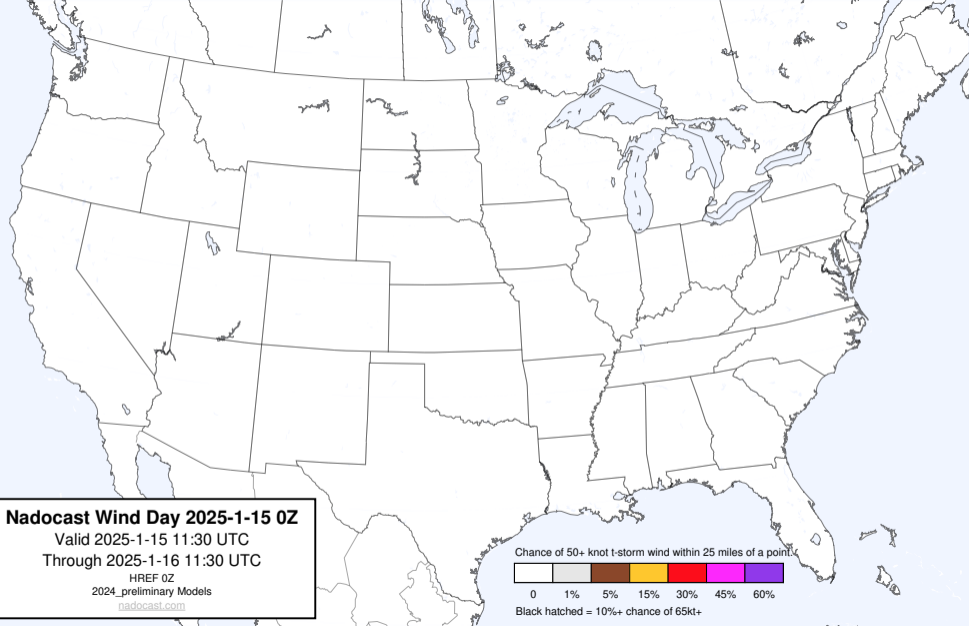 Nadocast Wind Day 2025-1-15 0Z
Valid 2025-1-15 11:30 UTC
Through 2025-1-16 11:30 UTC
HREF 0Z
2024_preliminary Models
nadocast.com
Chance of 50+ knot t-storm wind within 25 miles of a point.
0 1% 5% 15% 30% 45% 60%
Black hatched = 10%+ chance of 65kt+